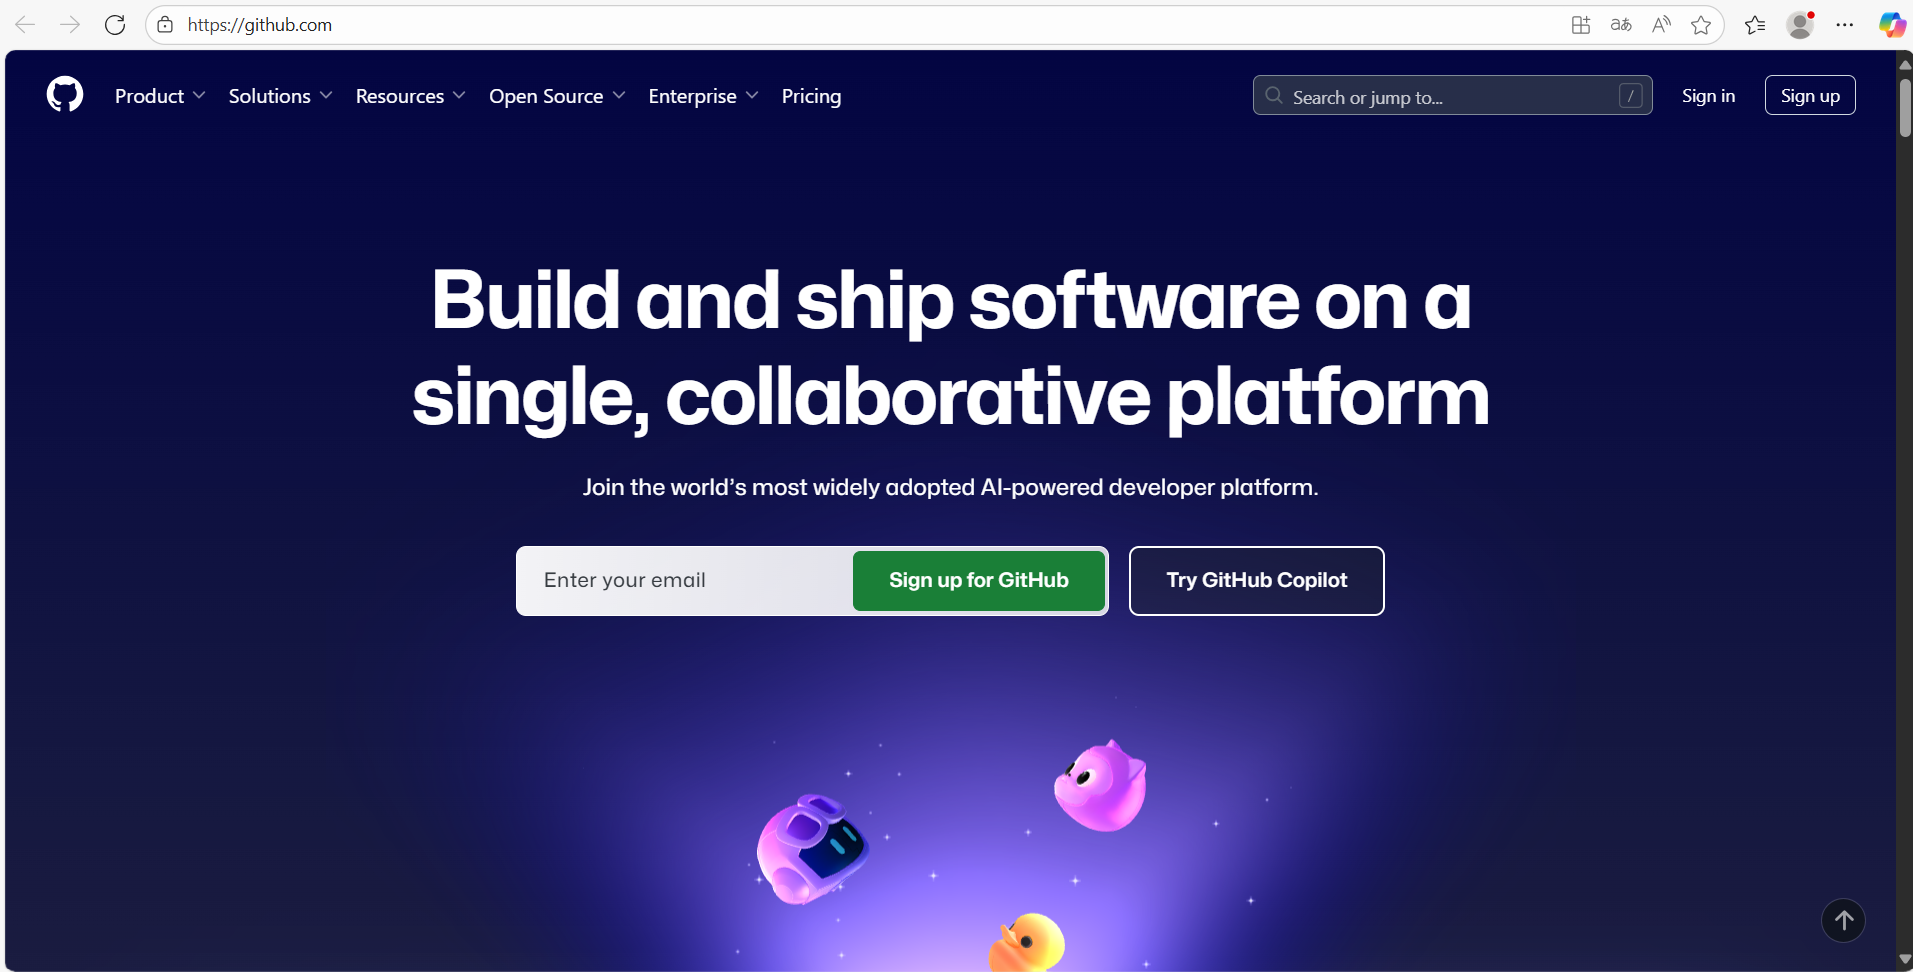 https://github.com
Product Solutions Resources Open Source Enterprise Pricing Search or jump to... / Sign in Sign up
Build and ship software on a
single, collaborative platform
Join the world’s most widely adopted AI-powered developer platform.
Enter your email Sign up for GitHub Try GitHub Copilot